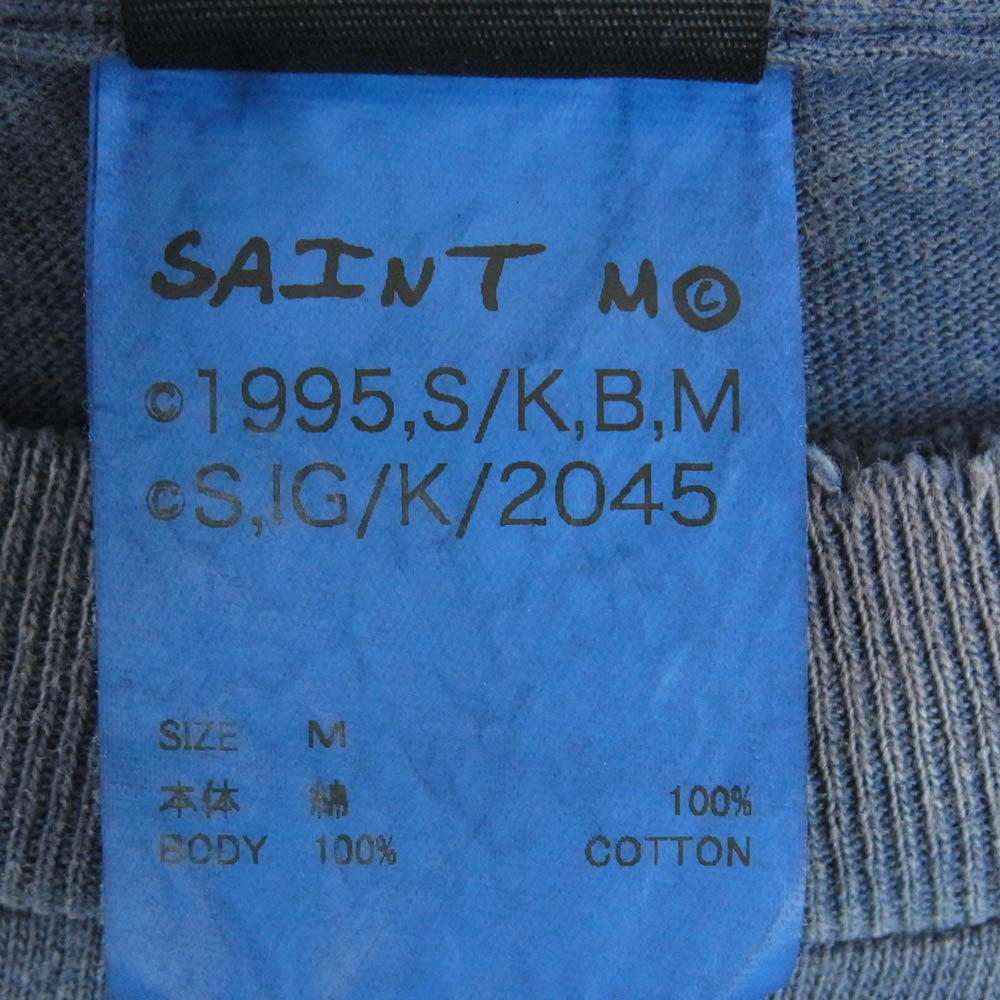 SAINT M©
©1995,S/K,B,M
©S,IG/K/2045
SIZE M
本体 綿 100%
BODY 100% COTTON